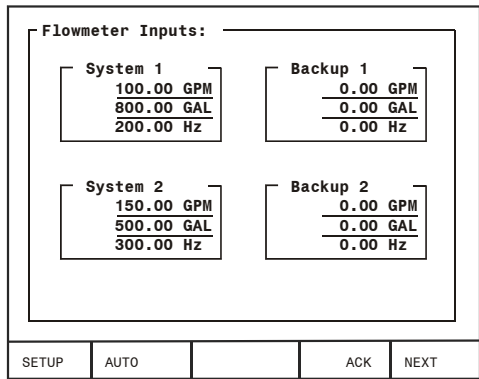 Flowmeter Inputs:
System 1
100.00 GPM
800.00 GAL
200.00 Hz
Backup 1
0.00 GPM
0.00 GAL
0.00 Hz
System 2
150.00 GPM
500.00 GAL
300.00 Hz
Backup 2
0.00 GPM
0.00 GAL
0.00 Hz
SETUP AUTO ACK NEXT